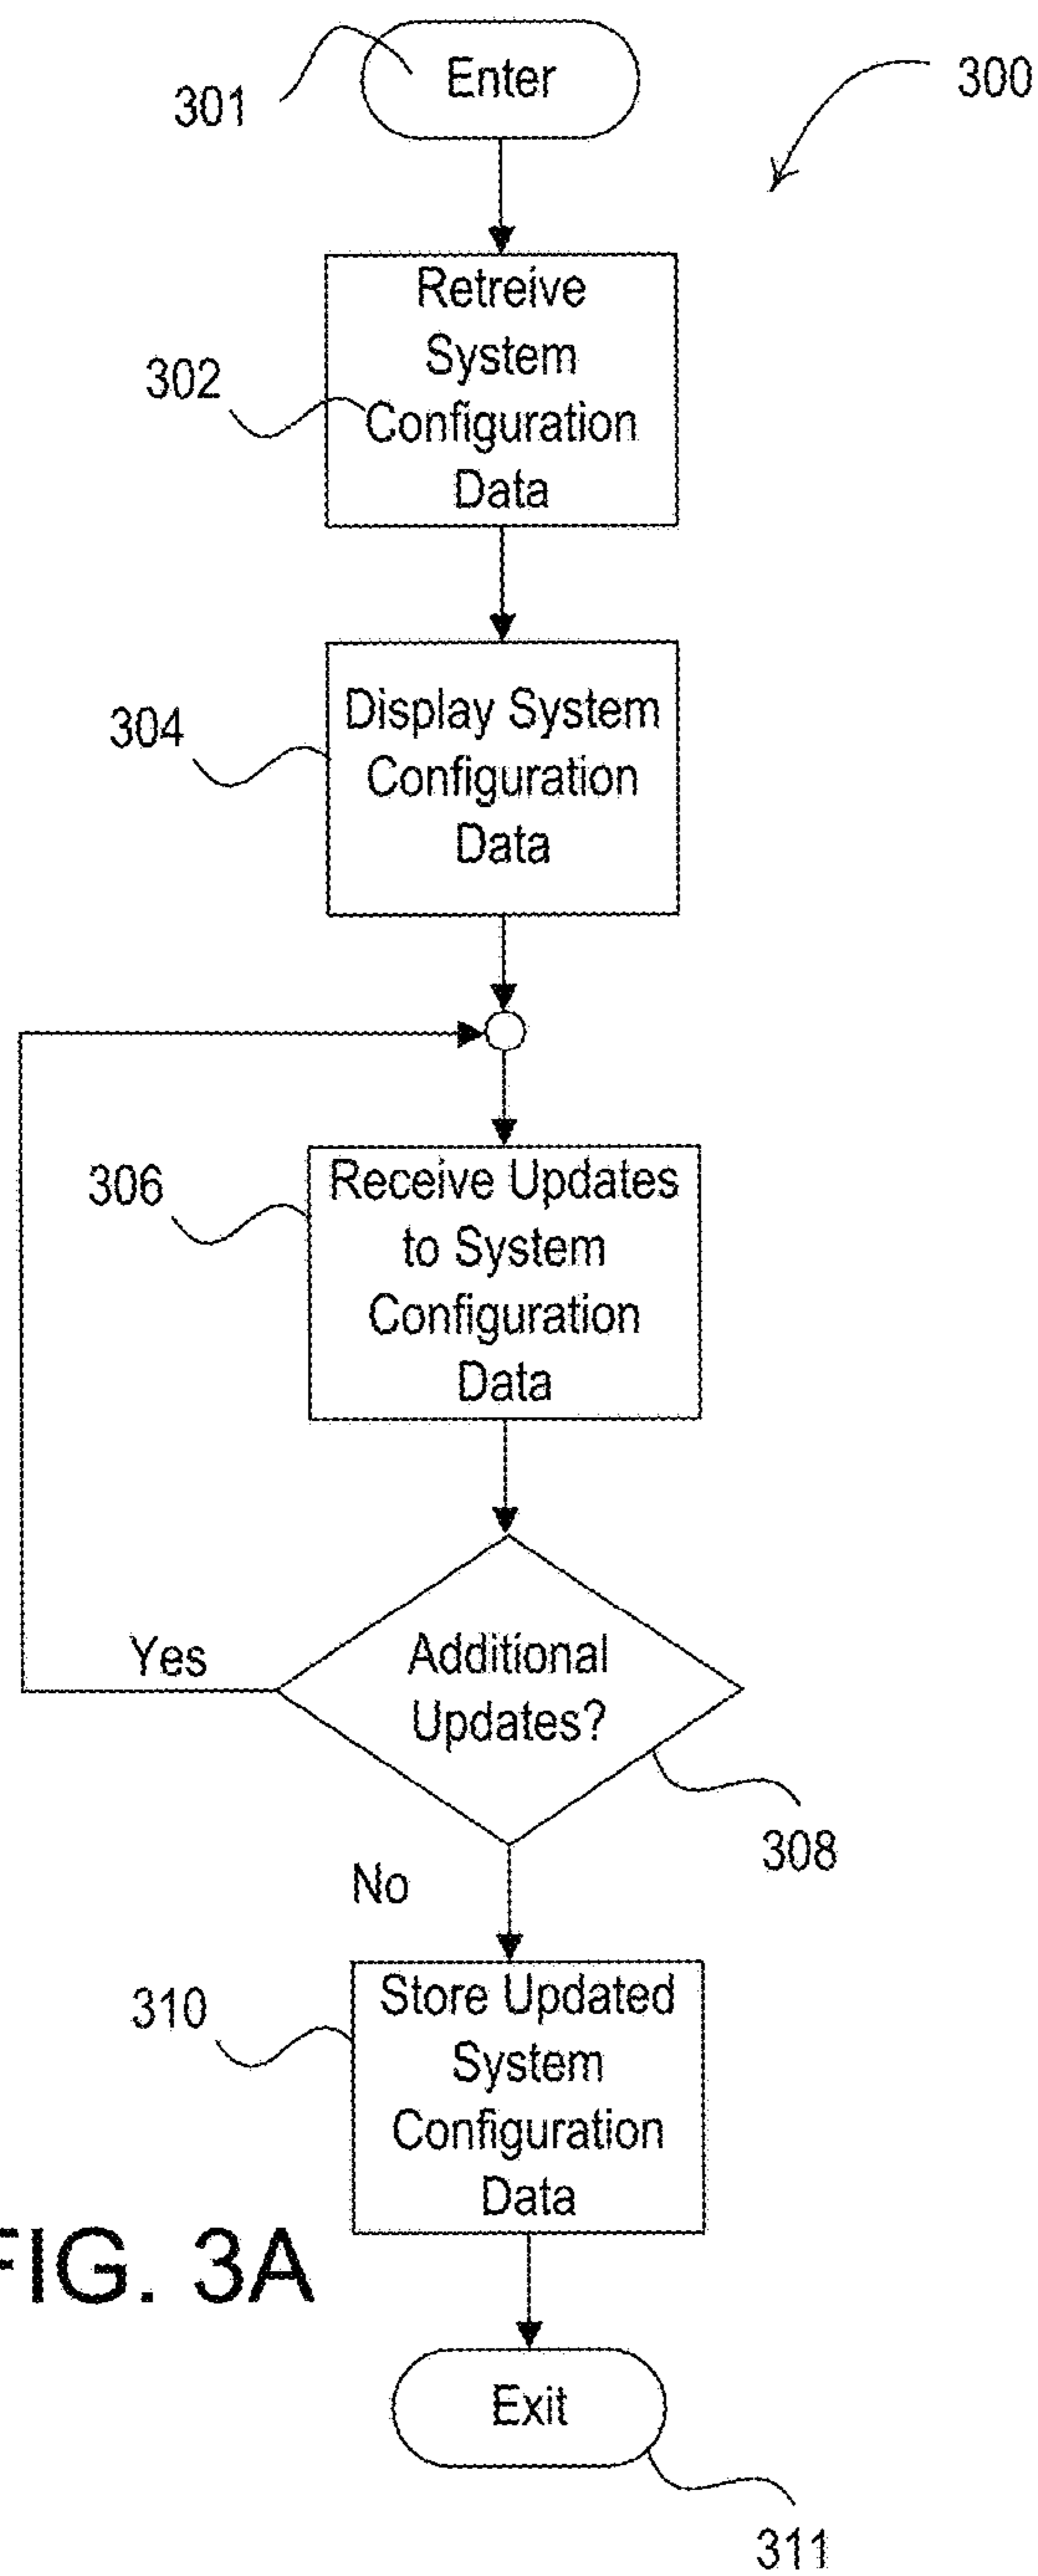 Enter
301
300
Retreive
System
Configuration
Data
302
Display System
Configuration
Data
304
Receive Updates
to System
Configuration
Data
306
Additional
Updates?
Yes
308
No
Store Updated
System
Configuration
Data
310
FIG. 3A
Exit
311